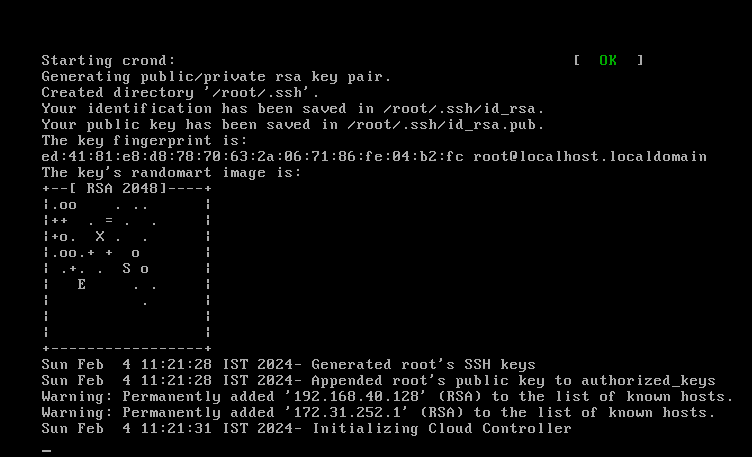 Starting crond:                                            [  OK  ]
Generating public/private rsa key pair.
Created directory '/root/.ssh'.
Your identification has been saved in /root/.ssh/id_rsa.
Your public key has been saved in /root/.ssh/id_rsa.pub.
The key fingerprint is:
ed:41:81:e8:d8:78:70:63:2a:06:71:86:fe:04:b2:fc root@localhost.localdomain
The key's randomart image is:
+--[ RSA 2048]----+
|.oo    . ..      |
|++  . = .  .     |
|+o.  X .  .      |
|.oo.+ +  o       |
| .+. .  S o      |
|   E     . .     |
|          .      |
|                 |
|                 |
+-----------------+
Sun Feb  4 11:21:28 IST 2024- Generated root's SSH keys
Sun Feb  4 11:21:28 IST 2024- Appended root's public key to authorized_keys
Warning: Permanently added '192.168.40.128' (RSA) to the list of known hosts.
Warning: Permanently added '172.31.252.1' (RSA) to the list of known hosts.
Sun Feb  4 11:21:31 IST 2024- Initializing Cloud Controller
_